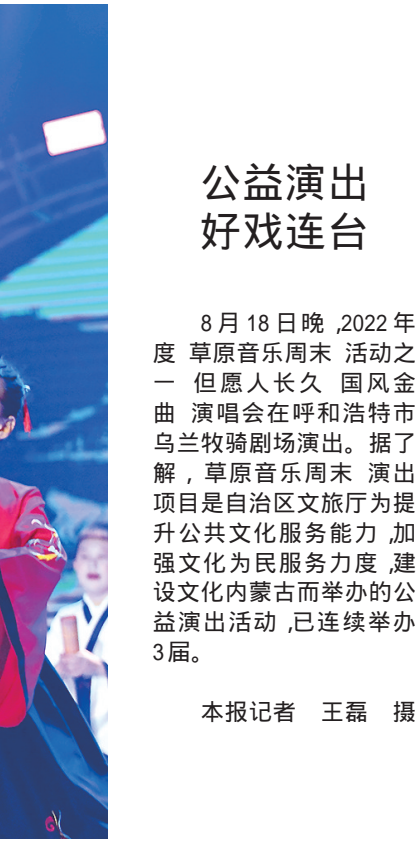 公益演出
好戏连台
8月18日晚,2022年
度 草原音乐周末 活动之
一 但愿人长久 国风金
曲 演唱会在呼和浩特市
乌兰牧骑剧场演出。据了
解,草原音乐周末 演出
项目是自治区文旅厅为提
升公共文化服务能力,加
强文化为民服务力度,建
设文化内蒙古而举办的公
益演出活动,已连续举办
3届。
本报记者 王磊 摄